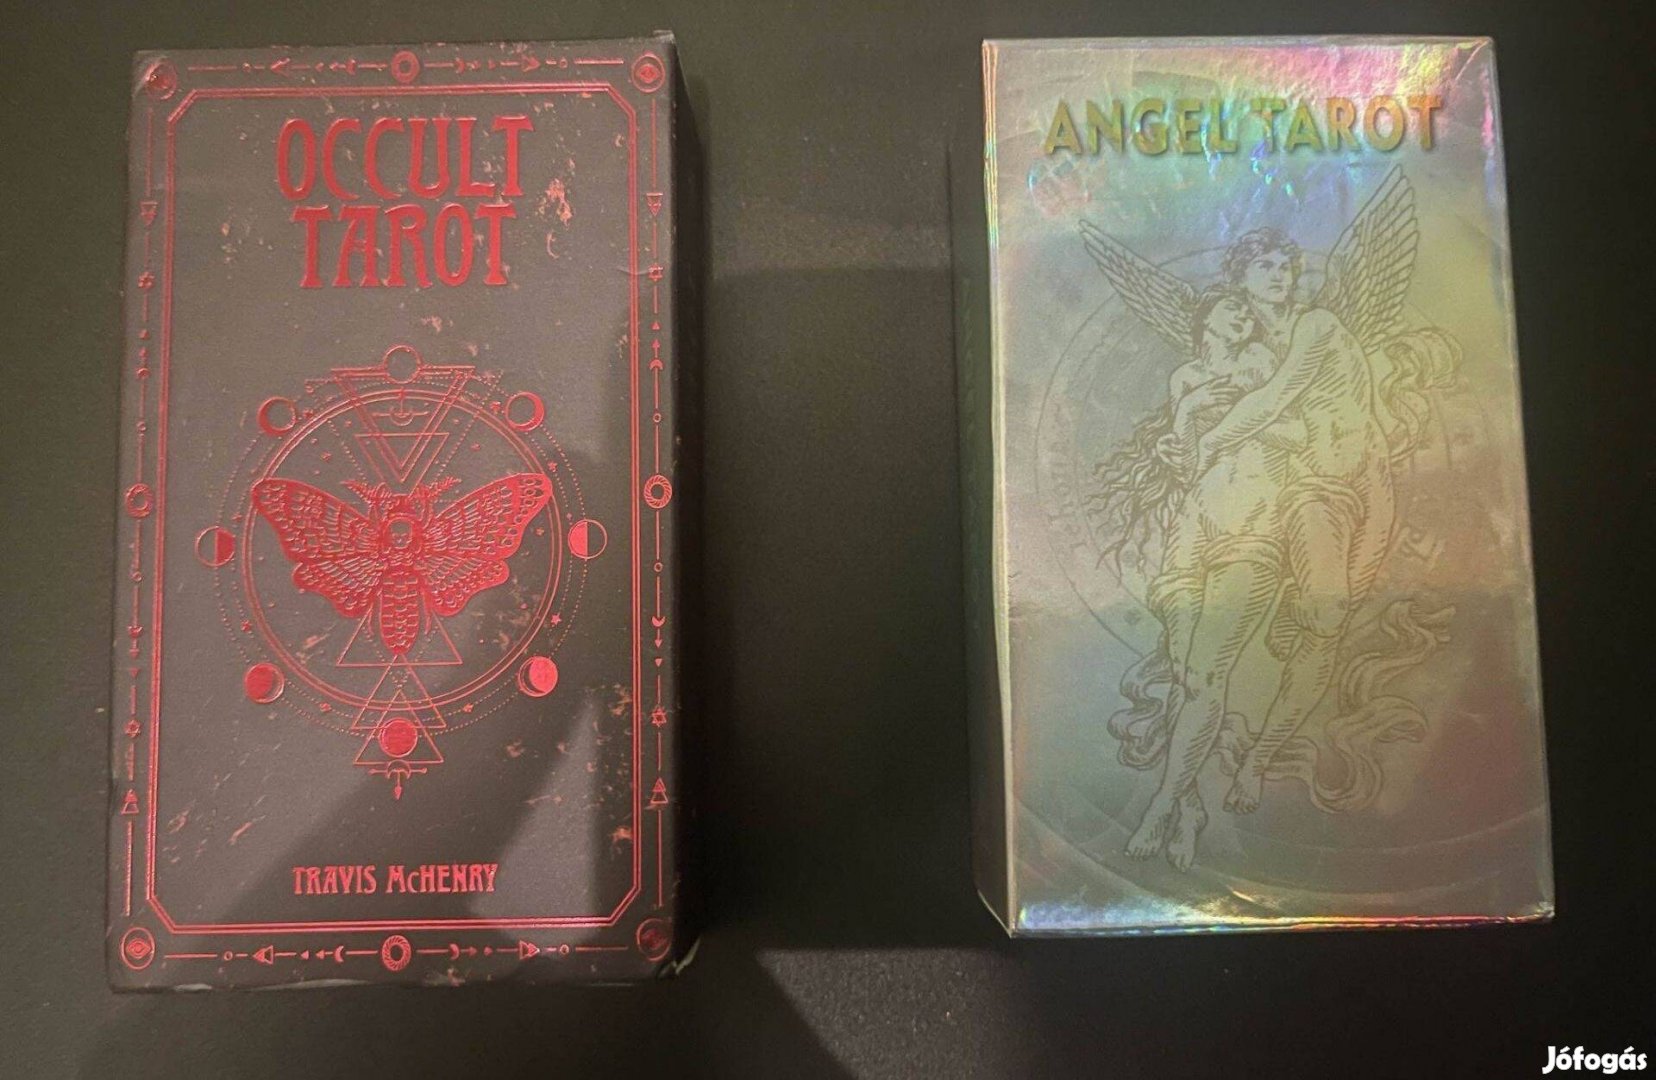 OCCULT
TAROT
TRAVIS McHENRY
ANGEL TAROT
Jófogás